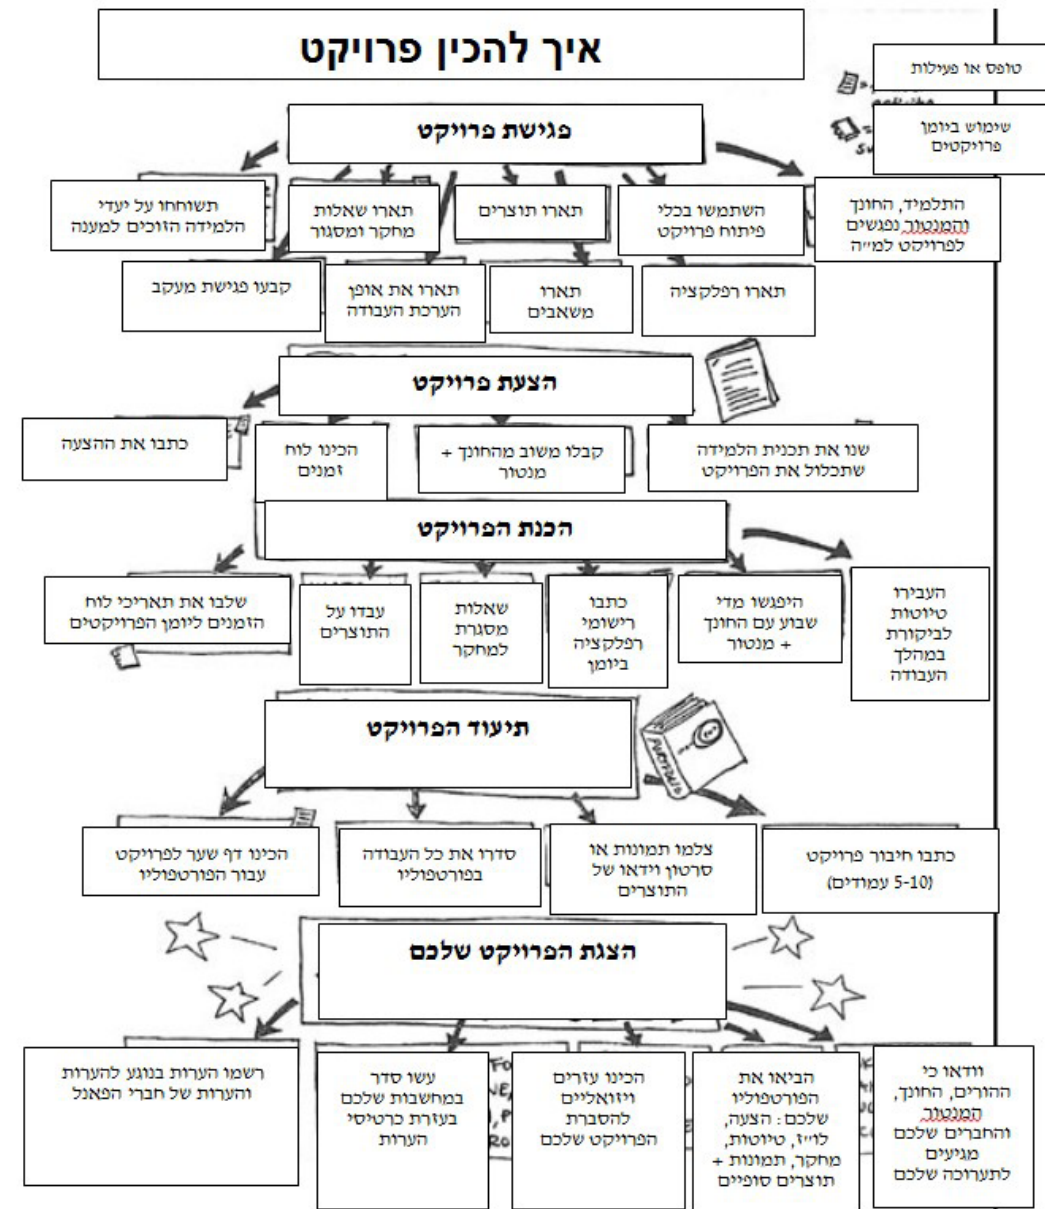 איך להכין פרויקט
טופס או פעילות
שימוש ביומן
פרויקטים
פגישת פרויקט
התלמיד, החונך
והמנטור נפגשים
לפרויקט למ״ה
השתמשו בכלי
פיתוח פרויקט
תארו תוצרים
תארו שאלות
מחקר ומסגור
תשוחחו על יעדי
הלמידה הזוכים למענה
תארו רפלקציה
תארו
משאבים
תארו את אופן
הערכת העבודה
קבעו פגישת מעקב
הצעת פרויקט
שנו את תכנית הלמידה
שתכלול את הפרויקט
קבלו משוב מהחונך +
מנטור
הכינו לוח
זמנים
כתבו את ההצעה
הכנת הפרויקט
העבירו
טיוטות
לביקורת
במהלך
העבודה
היפגשו מדי
שבוע עם החונך
+ מנטור
כתבו
רישומי
רפלקציה
ביומן
שאלות
מסגרת
למחקר
עבדו על
התוצרים
שלבו את תאריכי לוח
הזמנים ליומן הפרויקטים
תיעוד הפרויקט
PORTFOLIO
כתבו חיבור פרויקט
(5-10 עמודים)
צלמו תמונות או
סרטון וידאו של
התוצרים
סדרו את כל העבודה
בפורטפוליו
הכינו דף שער לפרויקט
עבור הפורטפוליו
הצגת הפרויקט שלכם
וודאו כי
ההורים, החונך,
המנטור
והחברים שלכם
מגיעים
לתערוכה שלכם
הביאו את
הפורטפוליו
שלכם: הצעה,
לו״ז, טיוטות,
מחקר, תמונות +
תוצרים סופיים
הכינו עזרים
ויזואליים
להסברת
הפרויקט שלכם
עשו סדר
במחשבות שלכם
בעזרת כרטיסי
הערות
רשמו הערות בנוגע להערות
והערות של חברי הפאנל